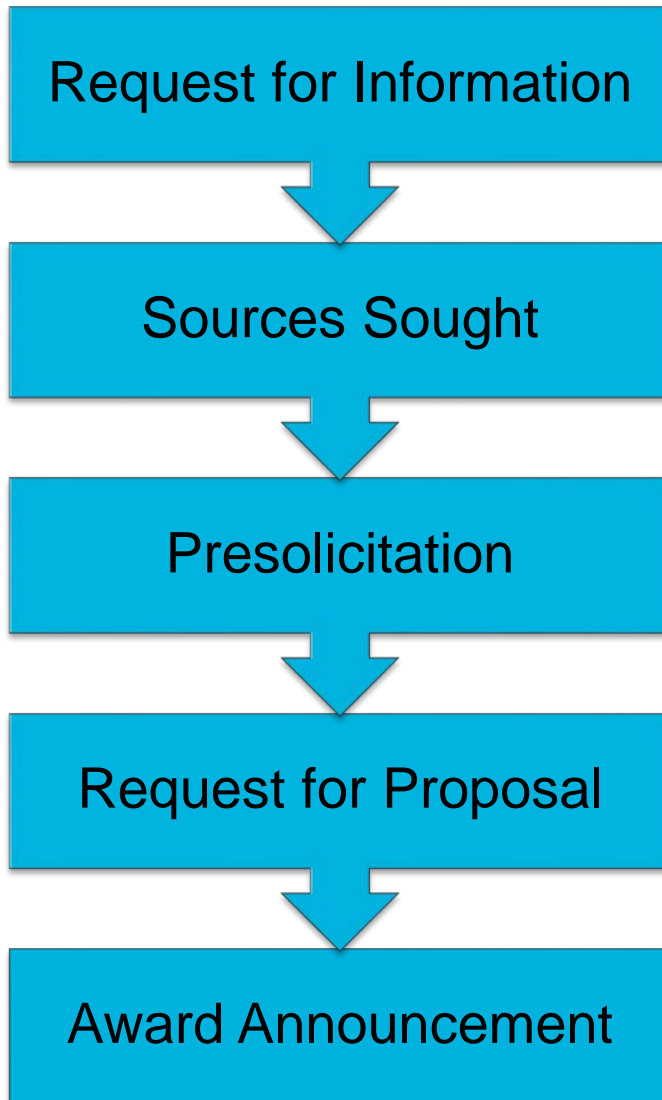 Request for Information
Sources Sought
Presolicitation
Request for Proposal
Award Announcement